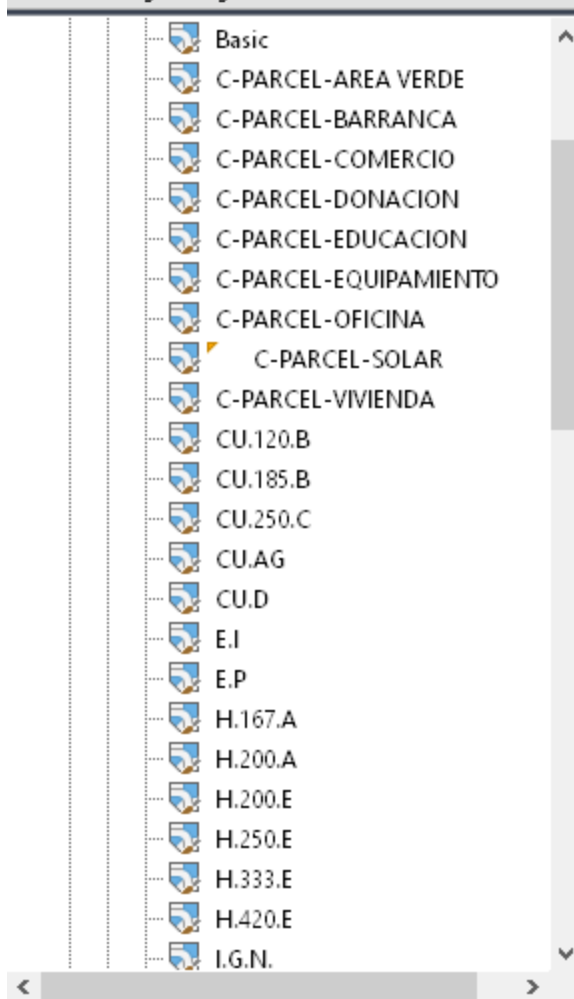 Basic
C-PARCEL-AREA VERDE
C-PARCEL-BARRANCA
C-PARCEL-COMERCIO
C-PARCEL-DONACION
C-PARCEL-EDUCACION
C-PARCEL-EQUIPAMIENTO
C-PARCEL-OFICINA
C-PARCEL-SOLAR
C-PARCEL-VIVIENDA
CU.120.B
CU.185.B
CU.250.C
CU.AG
CU.D
E.I
E.P
H.167.A
H.200.A
H.200.E
H.250.E
H.333.E
H.420.E
I.G.N.